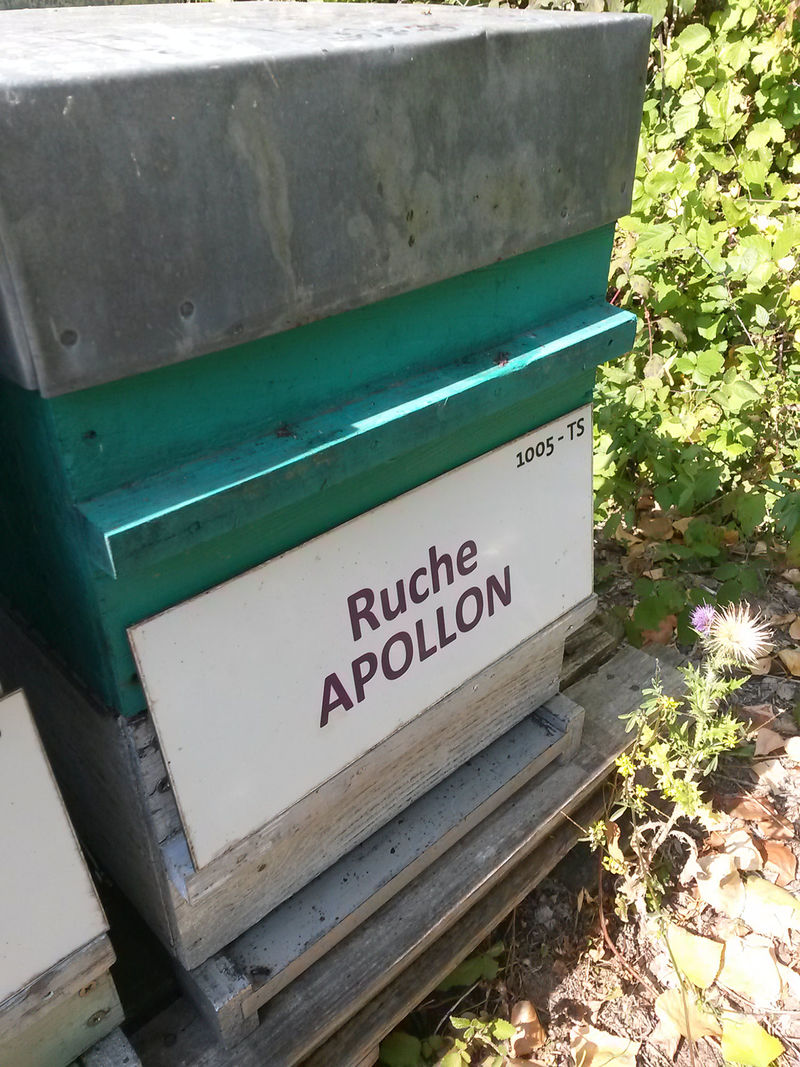 1005 - TS
Ruche
APOLLON